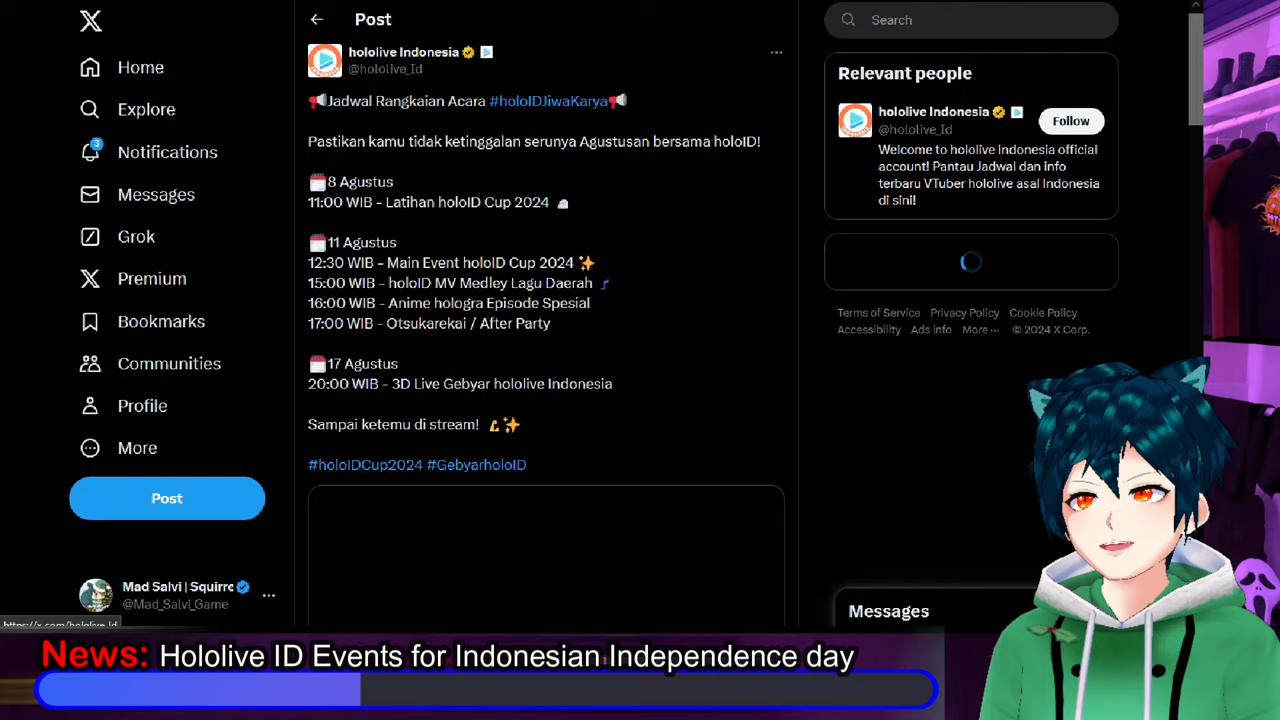 Home
Explore
3
Notifications
Messages
Grok
Premium
Bookmarks
Communities
Profile
More
Post
Mad Salvi | Squirrc
@Mad_Salvi_Game
https://x.com/hololive_Id
Post
hololive Indonesia
@hololive_Id
Jadwal Rangkaian Acara #holoIDJiwaKarya
Pastikan kamu tidak ketinggalan serunya Agustusan bersama holoID!
8 Agustus
11:00 WIB - Latihan holoID Cup 2024
11 Agustus
12:30 WIB - Main Event holoID Cup 2024
15:00 WIB - holoID MV Medley Lagu Daerah
16:00 WIB - Anime hologra Episode Spesial
17:00 WIB - Otsukarekai / After Party
17 Agustus
20:00 WIB - 3D Live Gebyar hololive Indonesia
Sampai ketemu di stream!
#holoIDCup2024 #GebyarholoID
Search
Relevant people
hololive Indonesia
@hololive_Id
Follow
Welcome to hololive Indonesia official
account! Pantau Jadwal dan info
terbaru VTuber hololive asal Indonesia
di sini!
Terms of Service Privacy Policy Cookie Policy
Accessibility Ads info More ··· © 2024 X Corp.
Messages
News: Hololive ID Events for Indonesian Independence day